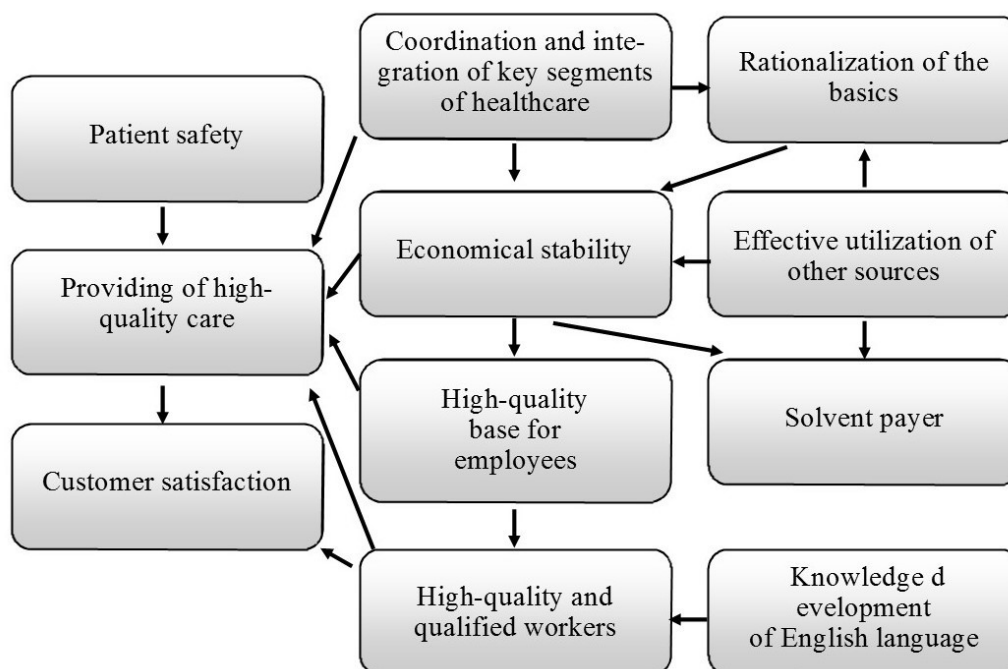 Coordination and inte-
gration of key segments
of healthcare
Rationalization of the
basics
Patient safety
Economical stability
Effective utilization of
other sources
Providing of high-
quality care
High-quality
base for
employees
Solvent payer
Customer satisfaction
High-quality and
qualified workers
Knowledge d
evelopment
of English language